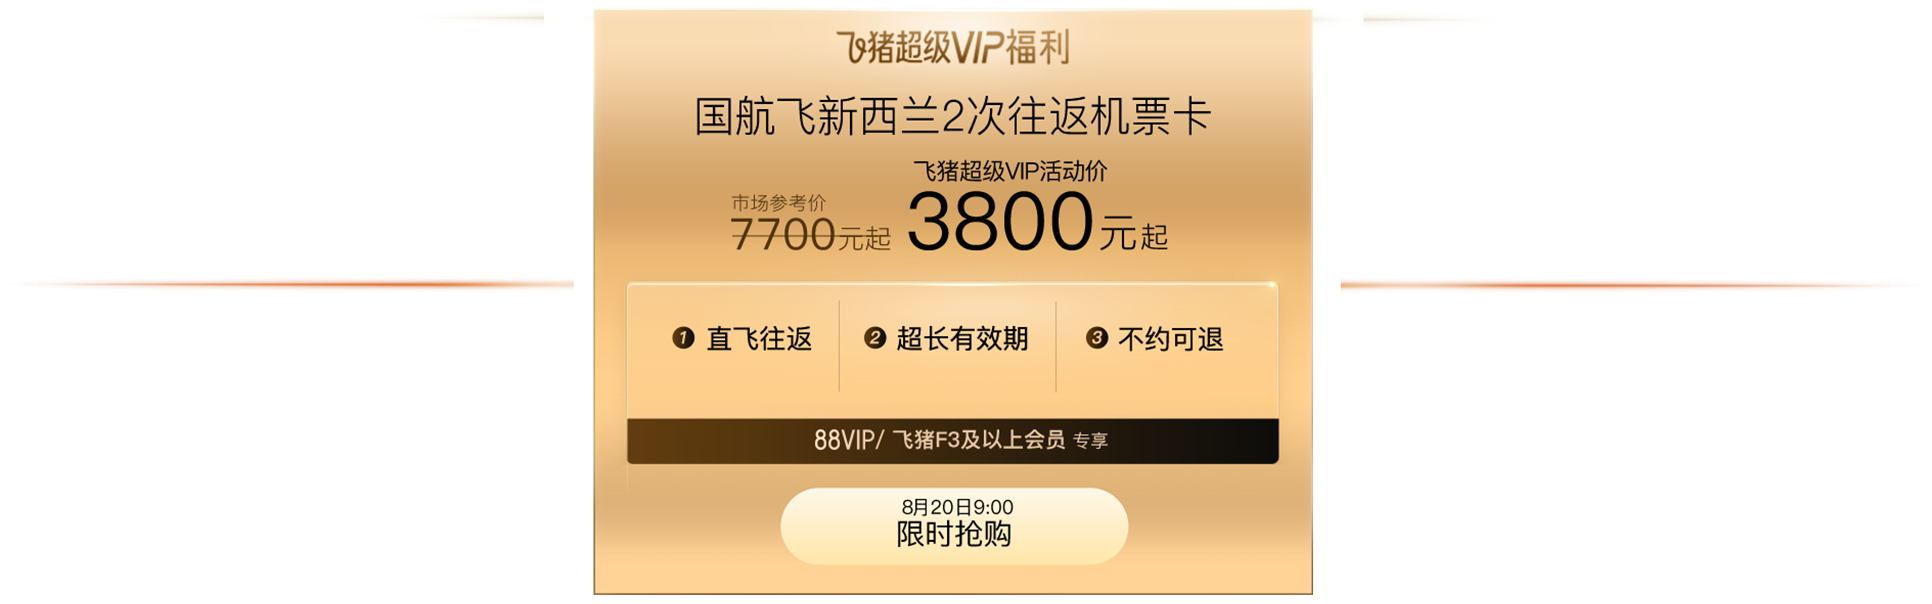 飞猪超级VIP福利
国航飞新西兰2次往返机票卡
飞猪超级VIP活动价
市场参考价
7700元起 3800元起
1 直飞往返 2 超长有效期 3 不约可退
88VIP/ 飞猪F3及以上会员 专享
8月20日9:00
限时抢购